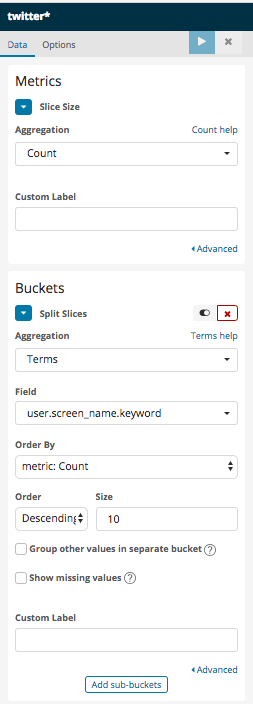 twitter*
Data Options
Metrics
Slice Size
Aggregation Count help
Count
Custom Label
Advanced
Buckets
Split Slices
Aggregation Terms help
Terms
Field
user.screen_name.keyword
Order By
metric: Count
Order Size
Descending 10
Group other values in separate bucket ?
Show missing values ?
Custom Label
Advanced
Add sub-buckets